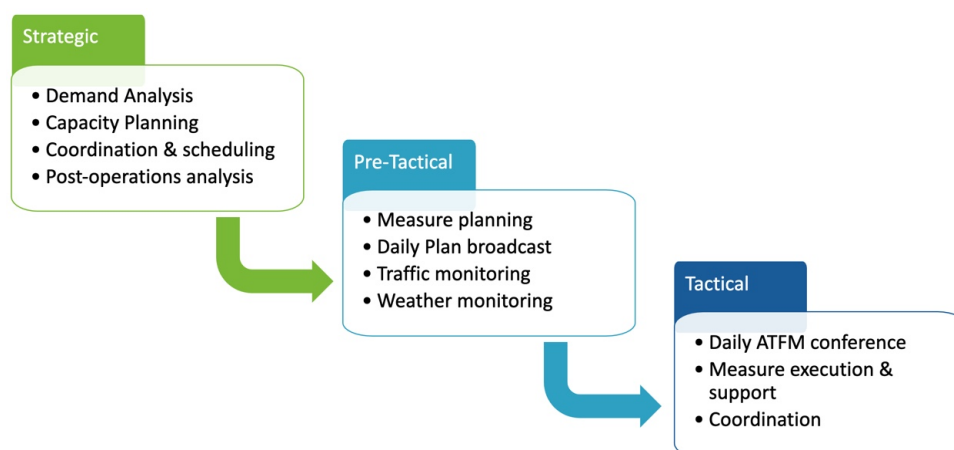 Strategic
• Demand Analysis
• Capacity Planning
• Coordination & scheduling
• Post-operations analysis
Pre-Tactical
• Measure planning
• Daily Plan broadcast
• Traffic monitoring
• Weather monitoring
Tactical
• Daily ATFM conference
• Measure execution &
support
• Coordination